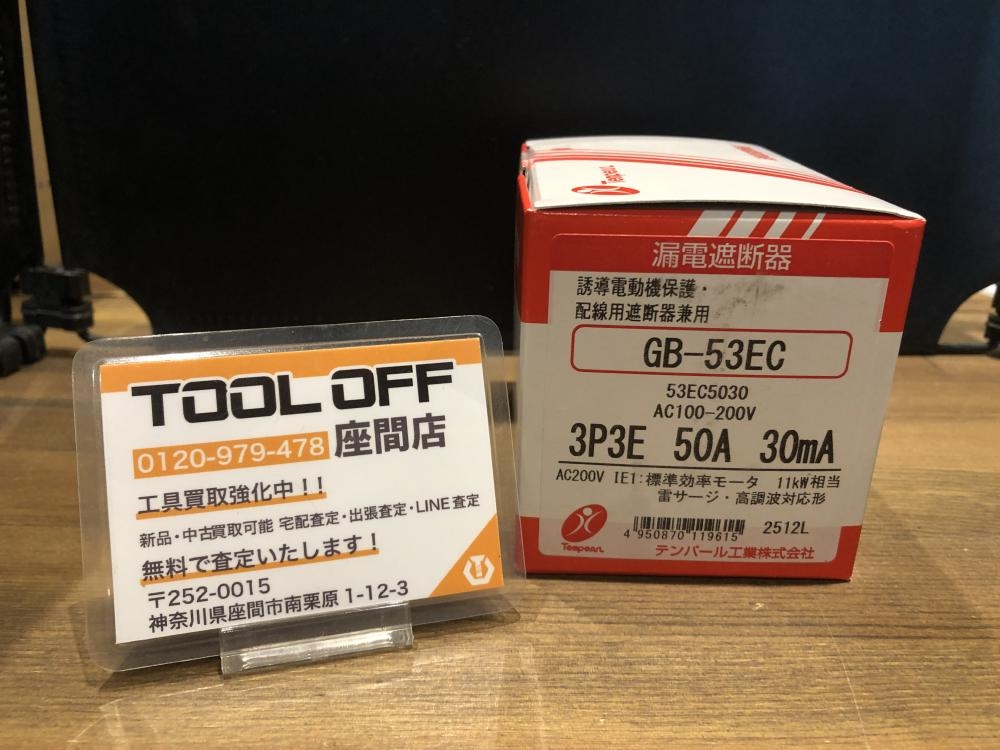 TOOL OFF
0120-979-478 座間店
工具買取強化中!!
新品・中古買取可能 宅配査定・出張査定・LINE査定
無料で査定いたします!
〒252-0015
神奈川県座間市南栗原 1-12-3
Tempearl
漏電遮断器
誘導電動機保護・
配線用遮断器兼用
GB-53EC
53EC5030
AC100-200V
3P3E 50A 30mA
AC200V IE1:標準効率モータ 11kW相当
雷サージ・高調波対応形
Tempearl
4950870119615
2512L
テンパール工業株式会社